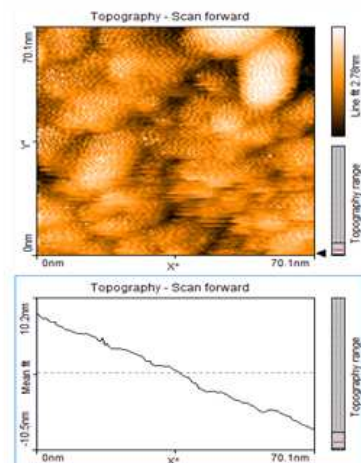 Topography - Scan forward
70.1nm
Y*
0nm
0nm
X*
70.1nm
Line fit 2.78nm
Topography range
Topography - Scan forward
10.2nm
Mean fit
-10.5nm
0nm
X*
70.1nm
Topography range